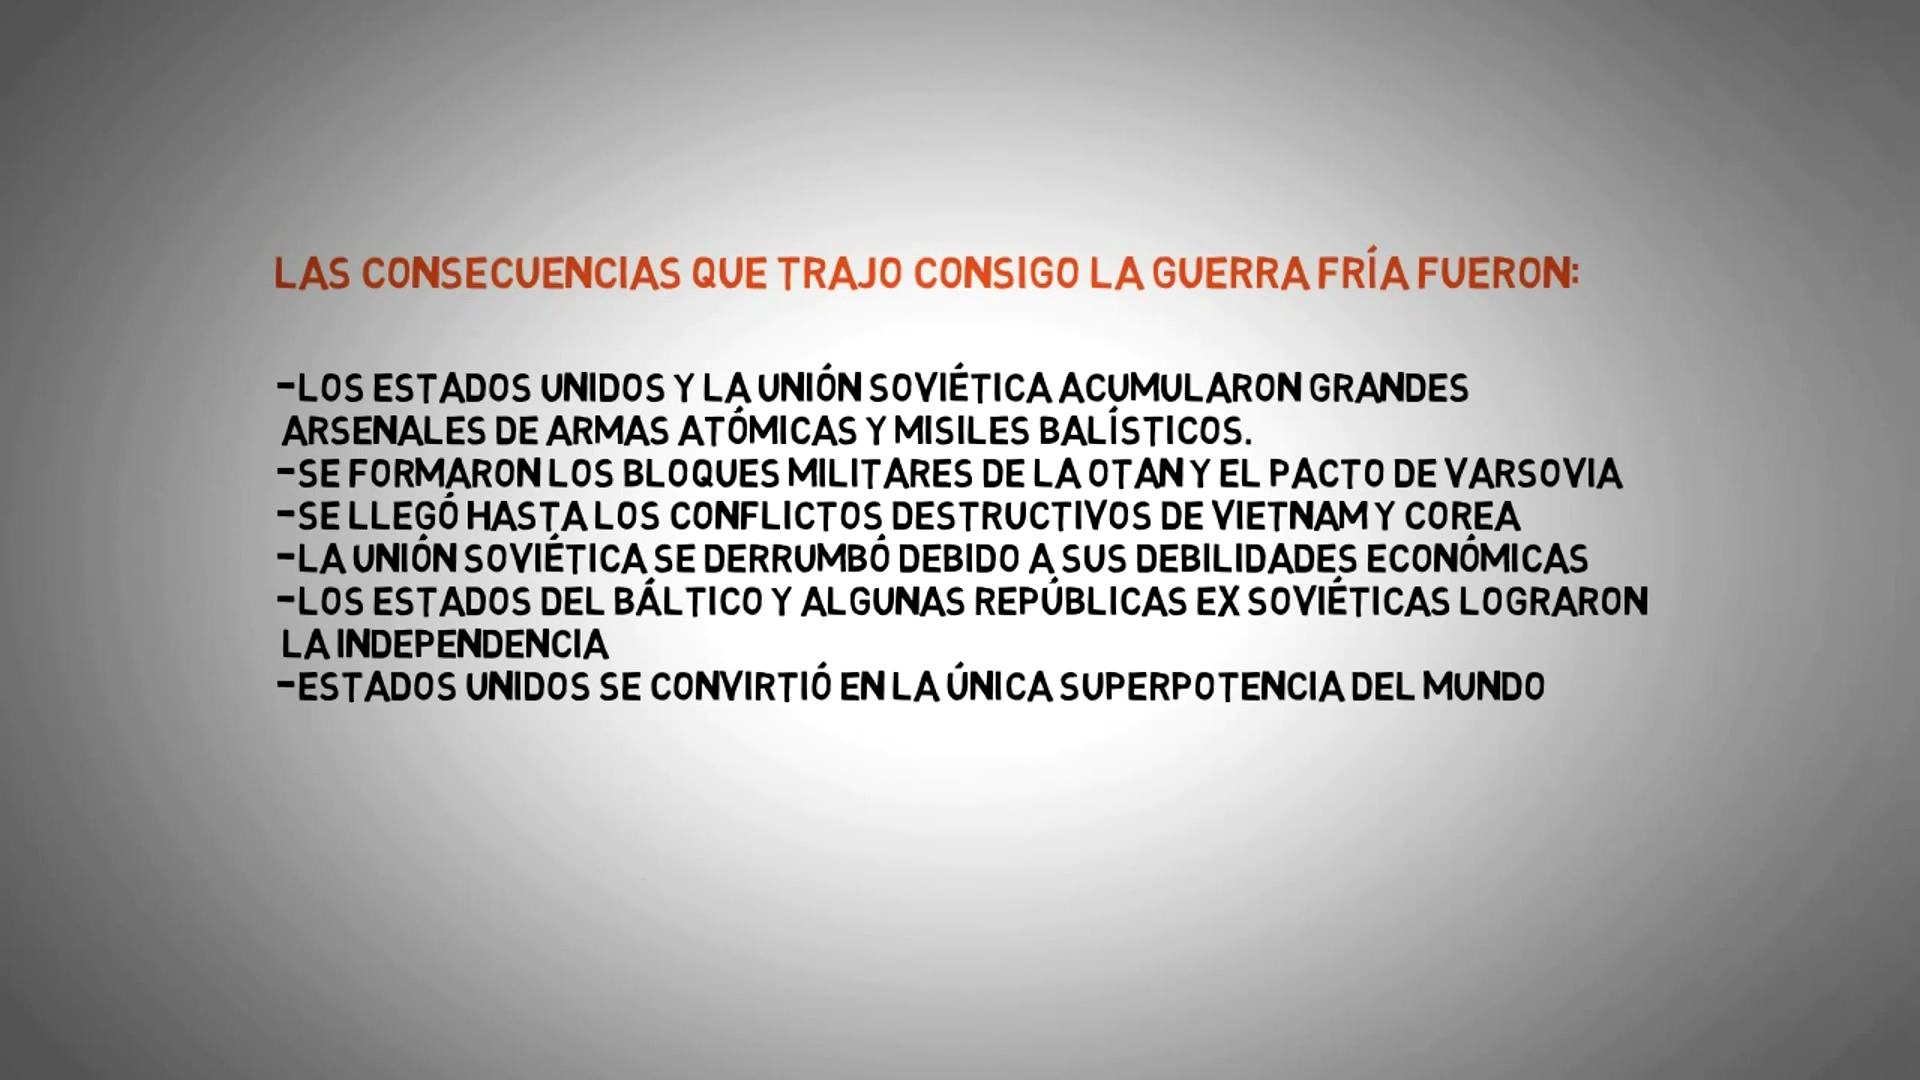 LAS CONSECUENCIAS QUE TRAJO CONSIGO LA GUERRA FRÍA FUERON:
-LOS ESTADOS UNIDOS Y LA UNIÓN SOVIÉTICA ACUMULARON GRANDES
ARSENALES DE ARMAS ATÓMICAS Y MISILES BALÍSTICOS.
-SE FORMARON LOS BLOQUES MILITARES DE LA OTAN Y EL PACTO DE VARSOVIA
-SE LLEGÓ HASTA LOS CONFLICTOS DESTRUCTIVOS DE VIETNAM Y COREA
-LA UNIÓN SOVIÉTICA SE DERRUMBÓ DEBIDO A SUS DEBILIDADES ECONÓMICAS
-LOS ESTADOS DEL BÁLTICO Y ALGUNAS REPÚBLICAS EX SOVIÉTICAS LOGRARON
LA INDEPENDENCIA
-ESTADOS UNIDOS SE CONVIRTIÓ EN LA ÚNICA SUPERPOTENCIA DEL MUNDO